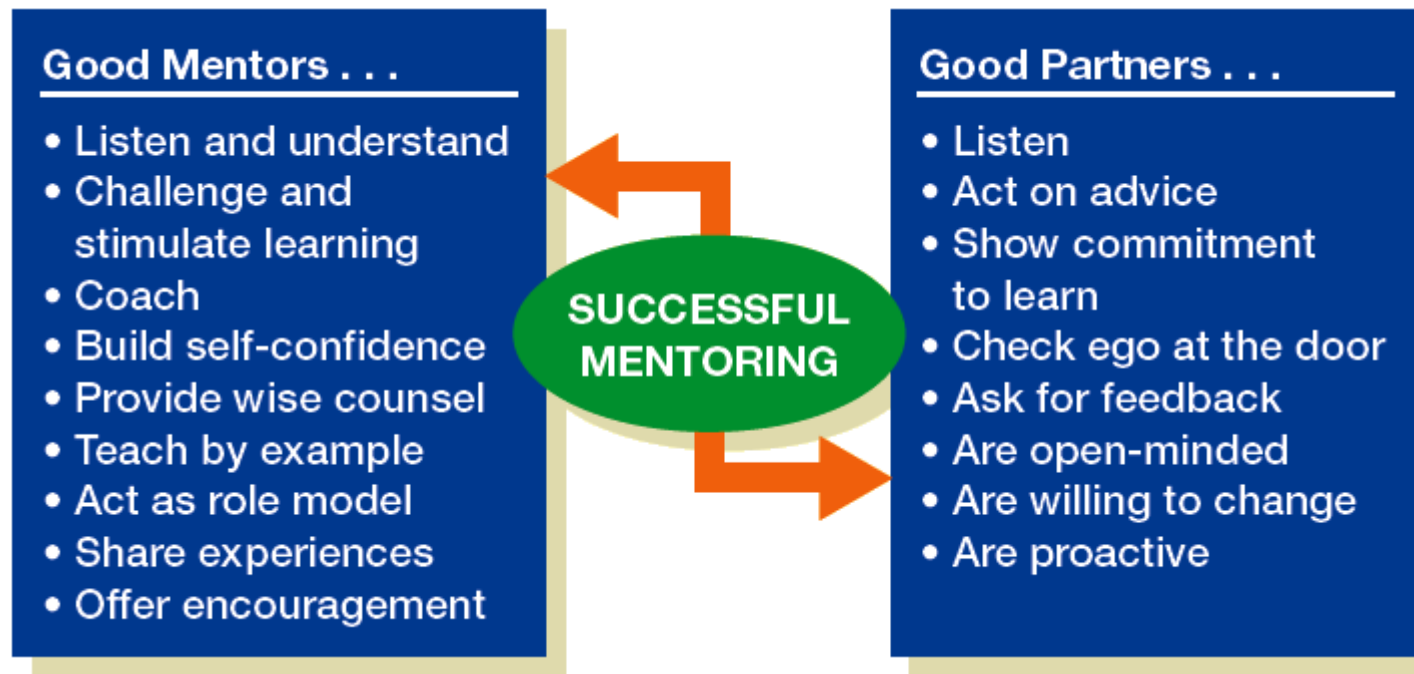 Good Mentors . . .
• Listen and understand
• Challenge and
stimulate learning
• Coach
• Build self-confidence
• Provide wise counsel
• Teach by example
• Act as role model
• Share experiences
• Offer encouragement
SUCCESSFUL
MENTORING
Good Partners . . .
• Listen
• Act on advice
• Show commitment
to learn
• Check ego at the door
• Ask for feedback
• Are open-minded
• Are willing to change
• Are proactive